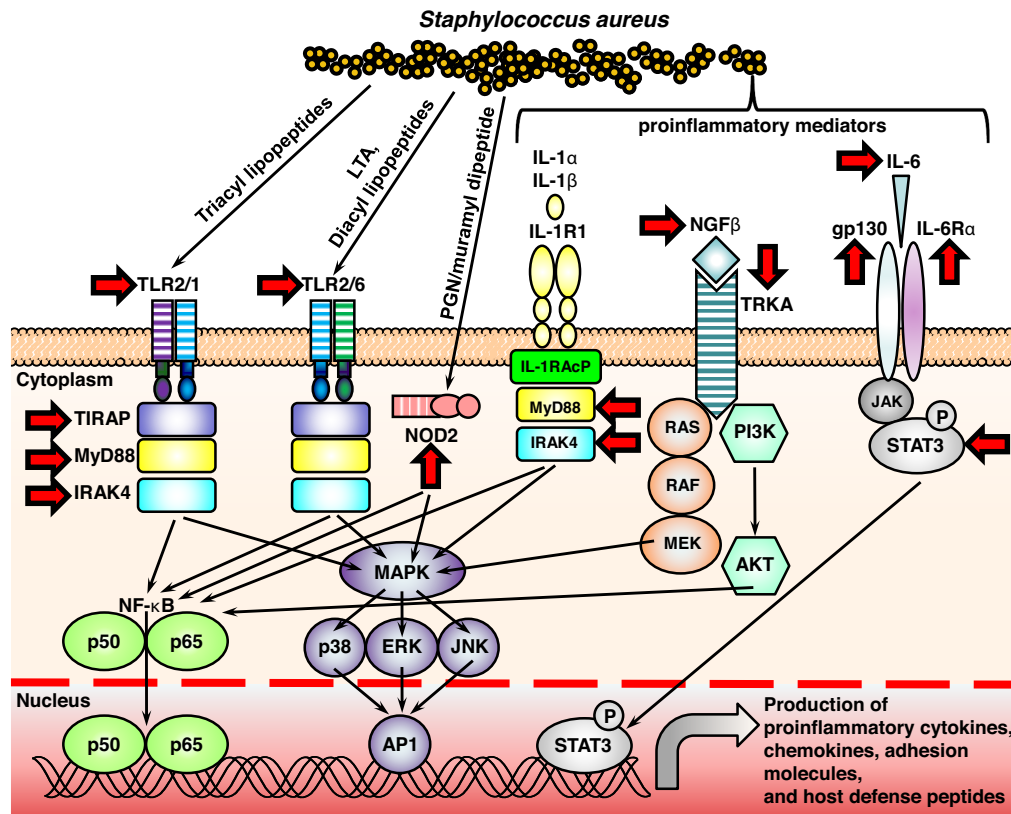 Staphylococcus aureus
proinflammatory mediators
Triacyl lipopeptides
LTA,
Diacyl lipopeptides
PGN/muramyl dipeptide
IL-1α
IL-1β
IL-1R1
IL-6
NGFβ
gp130
IL-6Rα
TLR2/1
TLR2/6
TRKA
Cytoplasm
IL-1RAcP
TIRAP
MyD88
IRAK4
NOD2
MyD88
IRAK4
RAS
PI3K
RAF
MEK
AKT
JAK
P
STAT3
MAPK
NF-κB
p50
p65
p38
ERK
JNK
Nucleus
p50
p65
AP1
P
STAT3
Production of
proinflammatory cytokines,
chemokines, adhesion
molecules,
and host defense peptides